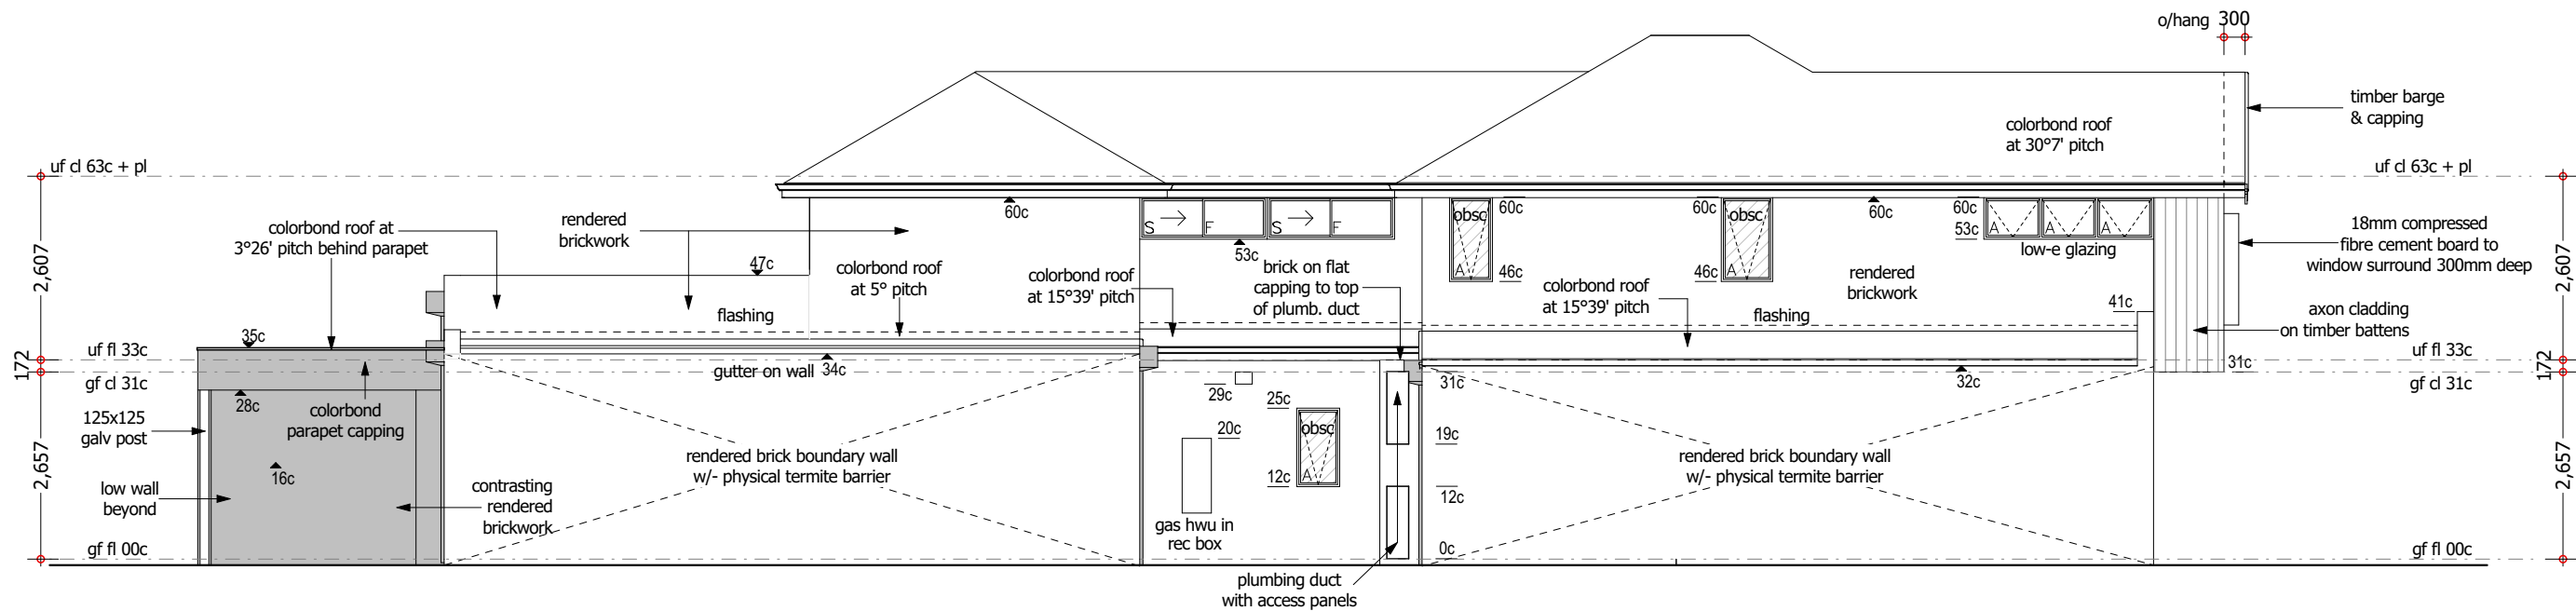 o/hang 300
timber barge
& capping
colorbond roof
at 30°7' pitch
uf cl 63c + pl
uf cl 63c + pl
colorbond roof at
3°26' pitch behind parapet
rendered
brickwork
60c
S
F
S
F
60c
obsc
A
60c
obsc
A
60c
60c
53c
A
A
A
low-e glazing
18mm compressed
fibre cement board to
window surround 300mm deep
2,607
2,607
47c
colorbond roof
at 5° pitch
colorbond roof
at 15°39' pitch
53c
brick on flat
capping to top
of plumb. duct
46c
46c
colorbond roof
at 15°39' pitch
rendered
brickwork
41c
axon cladding
on timber battens
flashing
flashing
35c
uf fl 33c
uf fl 33c
172
172
gf cl 31c
gf cl 31c
gutter on wall
34c
31c
32c
31c
28c
colorbond
parapet capping
125x125
galv post
29c
25c
obsc
A
20c
19c
12c
12c
2,657
2,657
16c
low wall
beyond
contrasting
rendered
brickwork
rendered brick boundary wall
w/- physical termite barrier
rendered brick boundary wall
w/- physical termite barrier
gas hwu in
rec box
0c
gf fl 00c
gf fl 00c
plumbing duct
with access panels